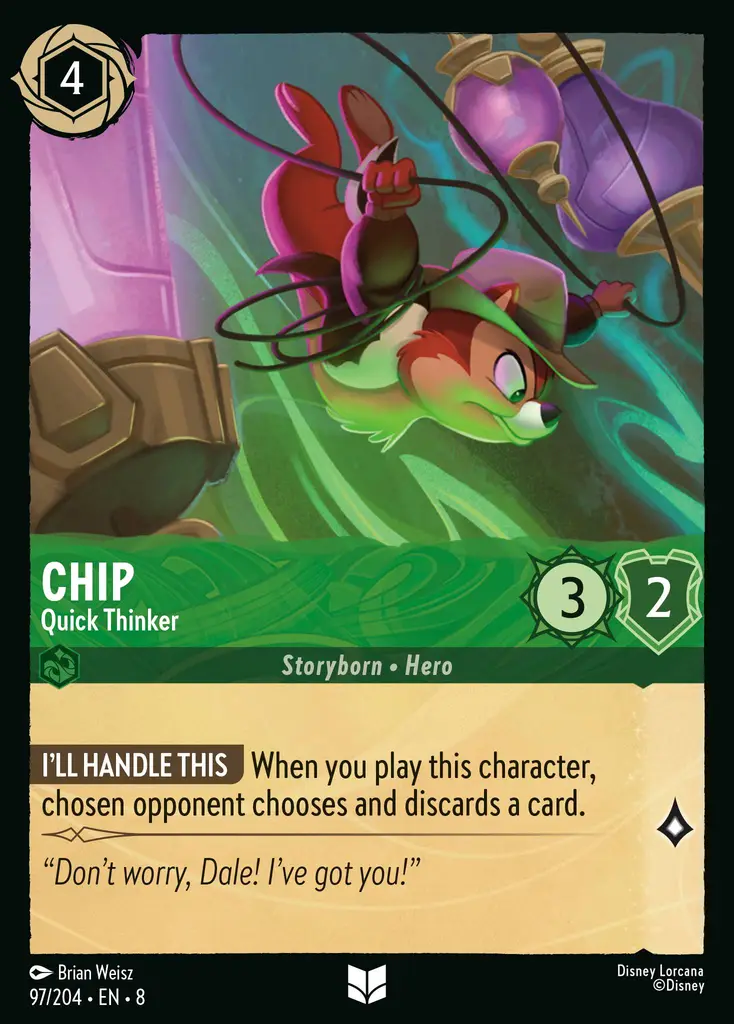 4
CHIP
Quick Thinker
3
2
Storyborn • Hero
I'LL HANDLE THIS When you play this character,
chosen opponent chooses and discards a card.
“Don't worry, Dale! I've got you!”
Brian Weisz
97/204 • EN • 8
Disney Lorcana
©Disney